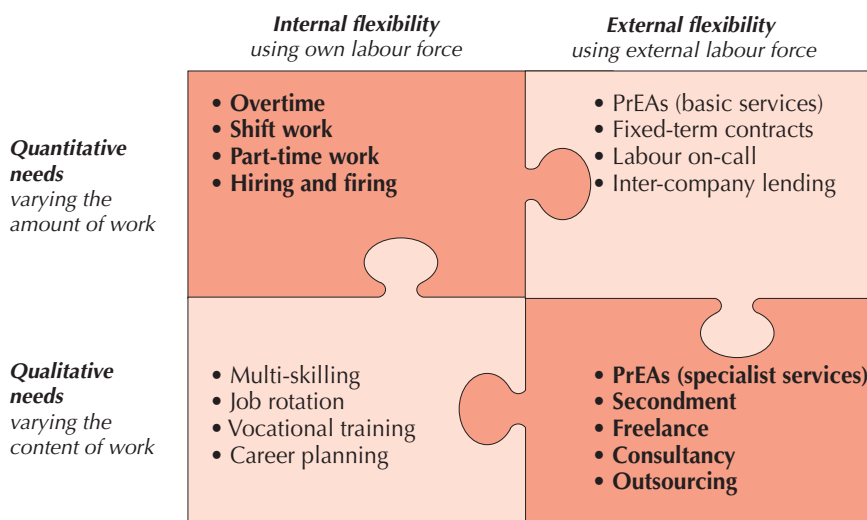 Internal flexibility
using own labour force
External flexibility
using external labour force
Quantitative
needs
varying the
amount of work
• Overtime
• Shift work
• Part-time work
• Hiring and firing
• PrEAs (basic services)
• Fixed-term contracts
• Labour on-call
• Inter-company lending
Qualitative
needs
varying the
content of work
• Multi-skilling
• Job rotation
• Vocational training
• Career planning
• PrEAs (specialist services)
• Secondment
• Freelance
• Consultancy
• Outsourcing